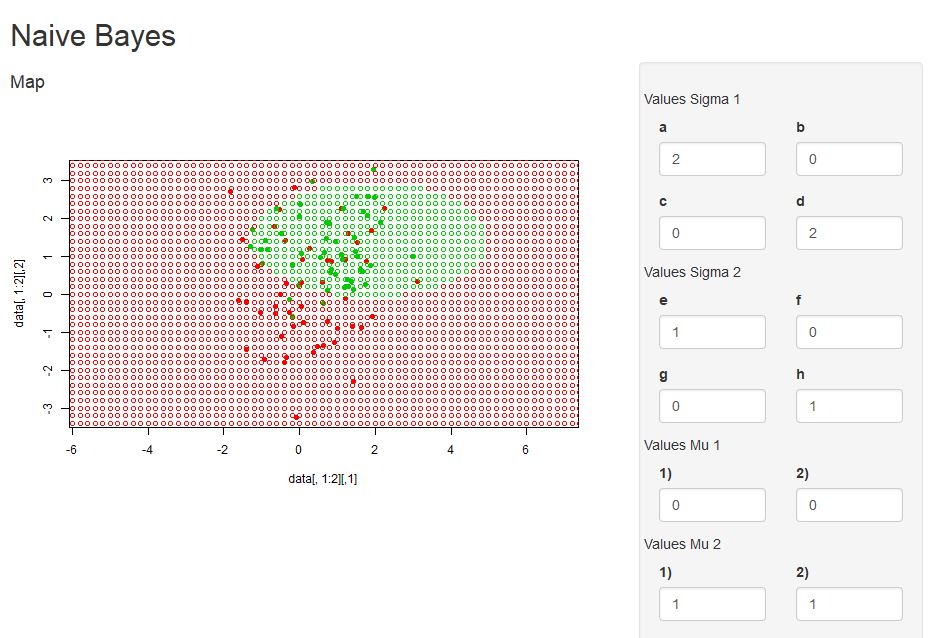 Naive Bayes
Map
3
2
1
0
-1
-2
-3
data[, 1:2][,2]
-6 -4 -2 0 2 4 6
data[, 1:2][,1]
Values Sigma 1
a b
2 0
c d
0 2
Values Sigma 2
e f
1 0
g h
0 1
Values Mu 1
1) 2)
0 0
Values Mu 2
1) 2)
1 1